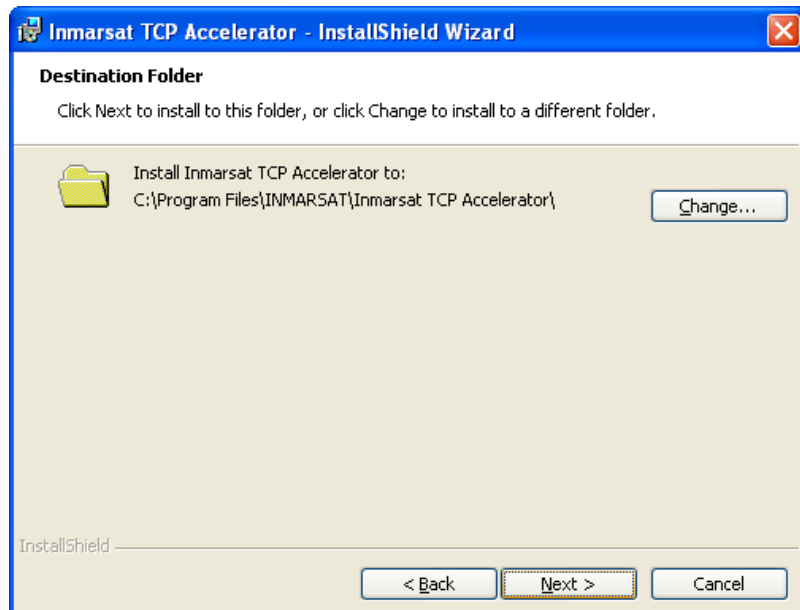 Inmarsat TCP Accelerator - InstallShield Wizard
Destination Folder
Click Next to install to this folder, or click Change to install to a different folder.
Install Inmarsat TCP Accelerator to:
C:\Program Files\INMARSAT\Inmarsat TCP Accelerator\
Change...
InstallShield
< Back
Next >
Cancel